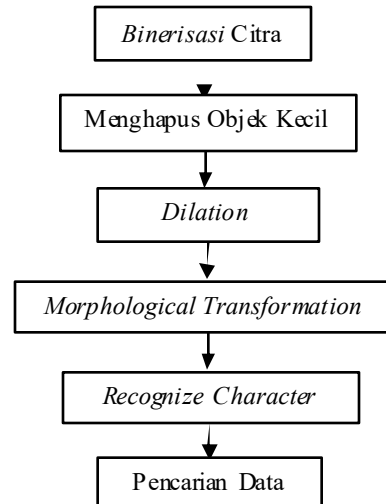 Binerisasi Citra
Menghapus Objek Kecil
Dilation
Morphological Transformation
Recognize Character
Pencarian Data